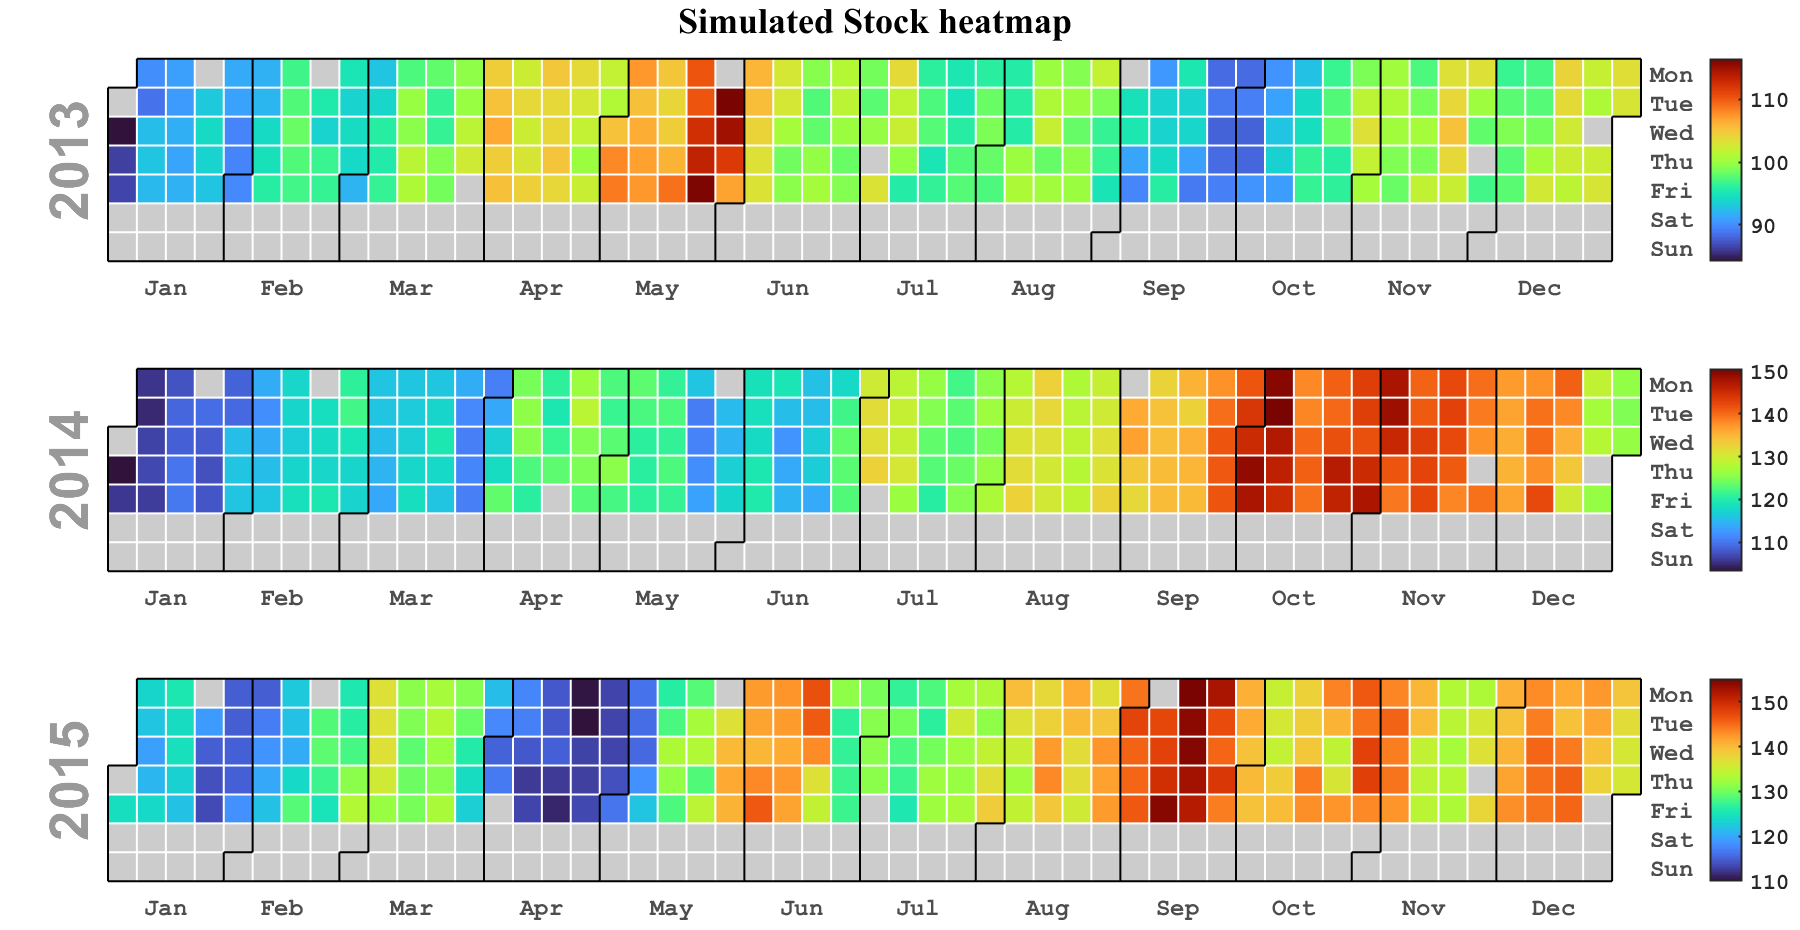 Simulated Stock heatmap
2013
Mon
Tue
Wed
Thu
Fri
Sat
Sun
110
100
90
Jan Feb Mar Apr May Jun Jul Aug Sep Oct Nov Dec
2014
Mon
Tue
Wed
Thu
Fri
Sat
Sun
150
140
130
120
110
Jan Feb Mar Apr May Jun Jul Aug Sep Oct Nov Dec
2015
Mon
Tue
Wed
Thu
Fri
Sat
Sun
150
140
130
120
110
Jan Feb Mar Apr May Jun Jul Aug Sep Oct Nov Dec